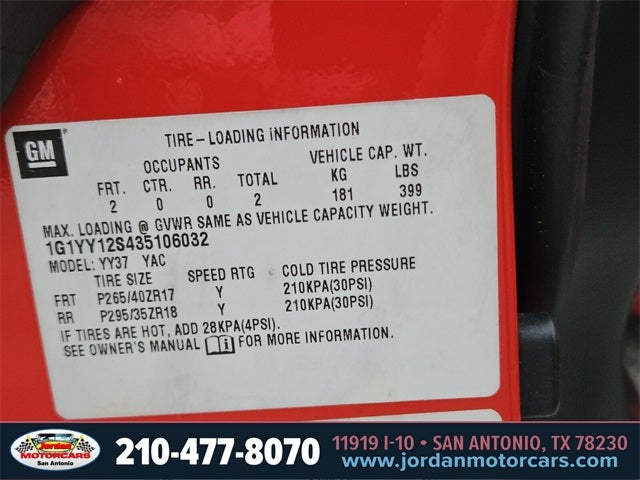 GM
TIRE-LOADING iNFORMATION
OCCUPANTS VEHICLE CAP. WT.
FRT. CTR. RR. TOTAL KG LBS
2 0 0 2 181 399
MAX. LOADING @ GVWR SAME AS VEHICLE CAPACITY WEIGHT.
1G1YY12S435106032
MODEL: YY37 YAC
TIRE SIZE SPEED RTG COLD TIRE PRESSURE
FRT P265/40ZR17 Y 210KPA(30PSI)
RR P295/35ZR18 Y 210KPA(30PSI)
IF TIRES ARE HOT, ADD 28KPA(4PSI).
SEE OWNER'S MANUAL i FOR MORE INFORMATION.
Jordan
MOTORCARS
San Antonio
210-477-8070
11919 I-10 • SAN ANTONIO, TX 78230
www.jordanmotorcars.com